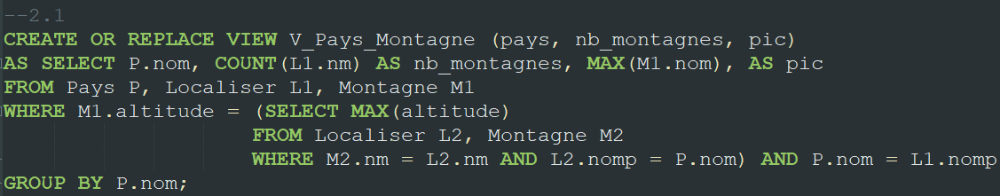 --2.1
CREATE OR REPLACE VIEW V_Pays_Montagne (pays, nb_montagnes, pic)
AS SELECT P.nom, COUNT(L1.nm) AS nb_montagnes, MAX(M1.nom), AS pic
FROM Pays P, Localiser L1, Montagne M1
WHERE M1.altitude = (SELECT MAX(altitude)
FROM Localiser L2, Montagne M2
WHERE M2.nm = L2.nm AND L2.nomp = P.nom) AND P.nom = L1.nomp
GROUP BY P.nom;